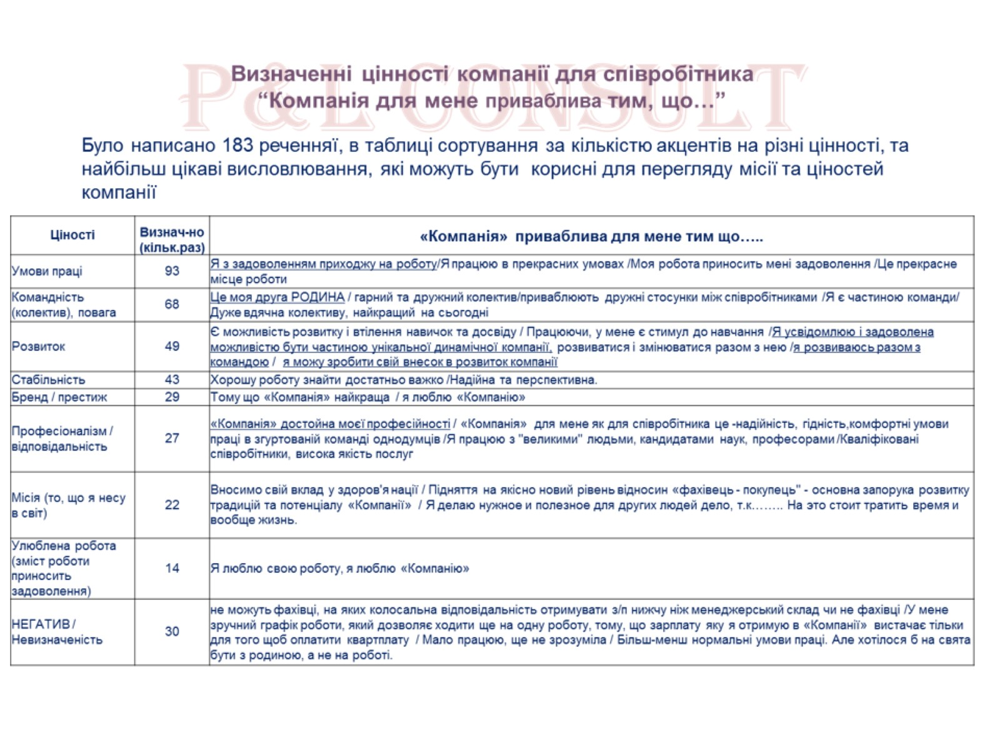 P&L CONSULT
Визначенні цінності компанії для співробітника
“Компанія для мене приваблива тим, що…”
Було написано 183 реченняї, в таблиці сортування за кількістю акцентів на різні цінності, та
найбільш цікаві висловлювання, які можуть бути корисні для перегляду місії та ціностей
компанії
Ціності
Визнач-но
(кільк.раз)
«Компанія» приваблива для мене тим що…..
Умови праці
93
Я з задоволенням приходжу на роботу/Я працюю в прекрасних умовах /Моя робота приносить мені задоволення /Це прекрасне
місце роботи
Командність
(колектив), повага
68
Це моя друга РОДИНА / гарний та дружний колектив/приваблюють дружні стосунки між співробітниками /Я є частиною команди/
Дуже вдячна колективу, найкращий на сьогодні
Розвиток
49
Є можливість розвитку і втілення навичок та досвіду / Працюючи, у мене є стимул до навчання /Я усвідомлюю і задоволена
можливістю бути частиною унікальної динамічної компанії, розвиватися і змінюватися разом з нею /я розвиваюсь разом з
командою / я можу зробити свій внесок в розвиток компанії
Стабільність
43
Хорошу роботу знайти достатньо важко /Надійна та перспективна.
Бренд / престиж
29
Тому що «Компанія» найкраща / я люблю «Компанію»
Професіоналізм /
відповідальність
27
«Компанія» достойна моєї професійності / «Компанія» для мене як для співробітника це -надійність, гідність,комфортні умови
праці в згуртованій команді однодумців /Я працюю з "великими" людьми, кандидатами наук, професорами /Кваліфіковані
співробітники, висока якість послуг
Місія (то, що я несу
в світ)
22
Вносимо свій вклад у здоров'я нації / Підняття на якісно новий рівень відносин «фахівець - покупець" - основна запорука розвитку
традицій та потенціалу «Компанії» / Я делаю нужное и полезное для других людей дело, т.к…….. На это стоит тратить время и
вообще жизнь.
Улюблена робота
(зміст роботи
приносить
задоволення)
14
Я люблю свою роботу, я люблю «Компанію»
НЕГАТИВ /
Невизначеність
30
не можуть фахівці, на яких колосальна відповідальність отримувати з/п нижчу ніж менеджерський склад чи не фахівці /У мене
зручний графік роботи, який дозволяє ходити ще на одну роботу, тому, що зарплату яку я отримую в «Компанії» вистачає тільки
для того щоб оплатити квартплату / Мало працюю, ще не зрозуміла / Більш-менш нормальні умови праці. Але хотілося б на свята
бути з родиною, а не на роботі.